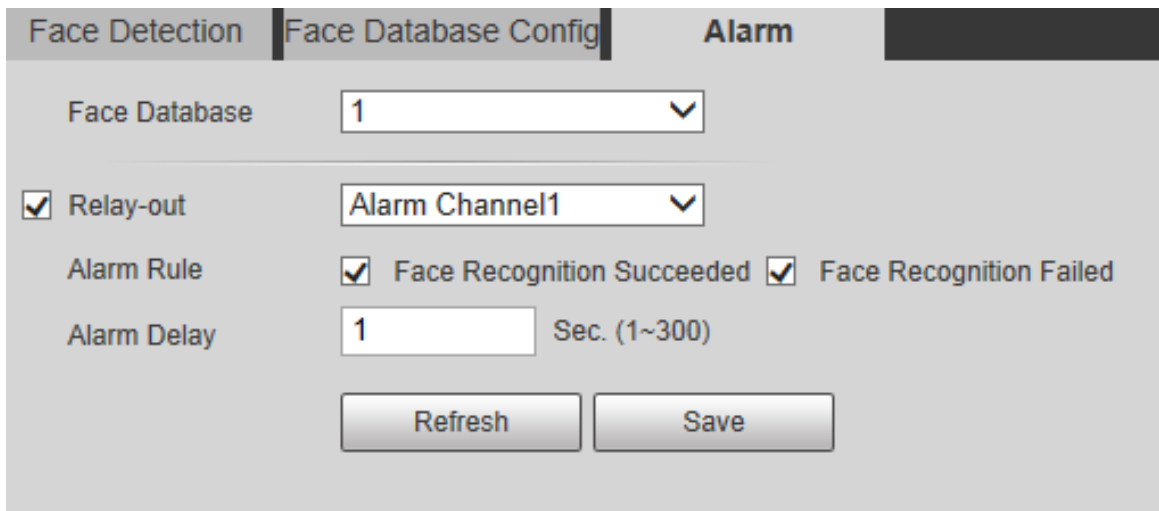 Face Detection Face Database Config Alarm
Face Database 1
Relay-out Alarm Channel1
Alarm Rule Face Recognition Succeeded Face Recognition Failed
Alarm Delay 1 Sec. (1~300)
Refresh Save